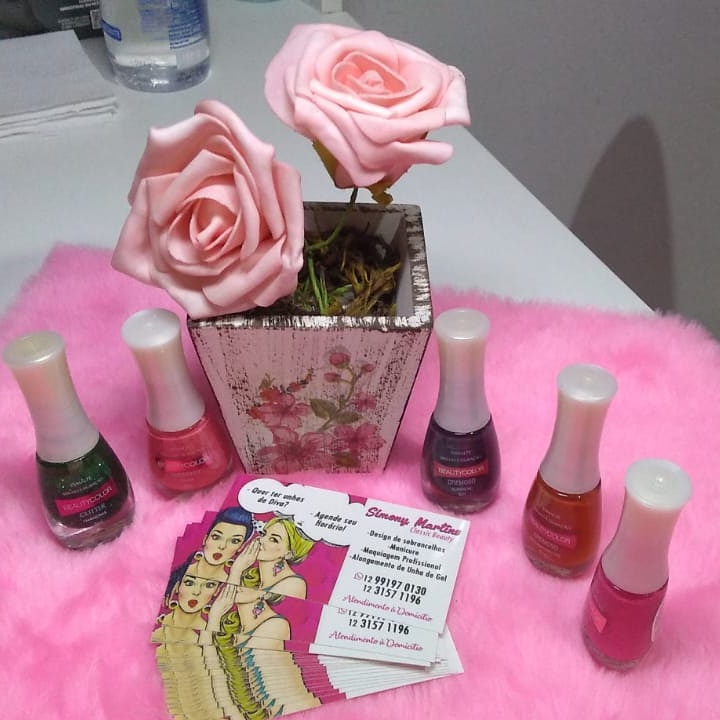 - Quer ter unhas
de Diva?
- Agende seu
Horário!
Simony Martins
Classic Beauty
-Design de sobrancelhas
-Manicure
-Maquiagem Profissional
-Alongamento de Unha de Gel
12 99197 0130
12 3157 1196
Atendimento à Domicílio
12 3157 1196
Atendimento à Domicílio
BEAUTYCOLOR
GLITTER
BEAUTYCOLOR
BEAUTYCOLOR